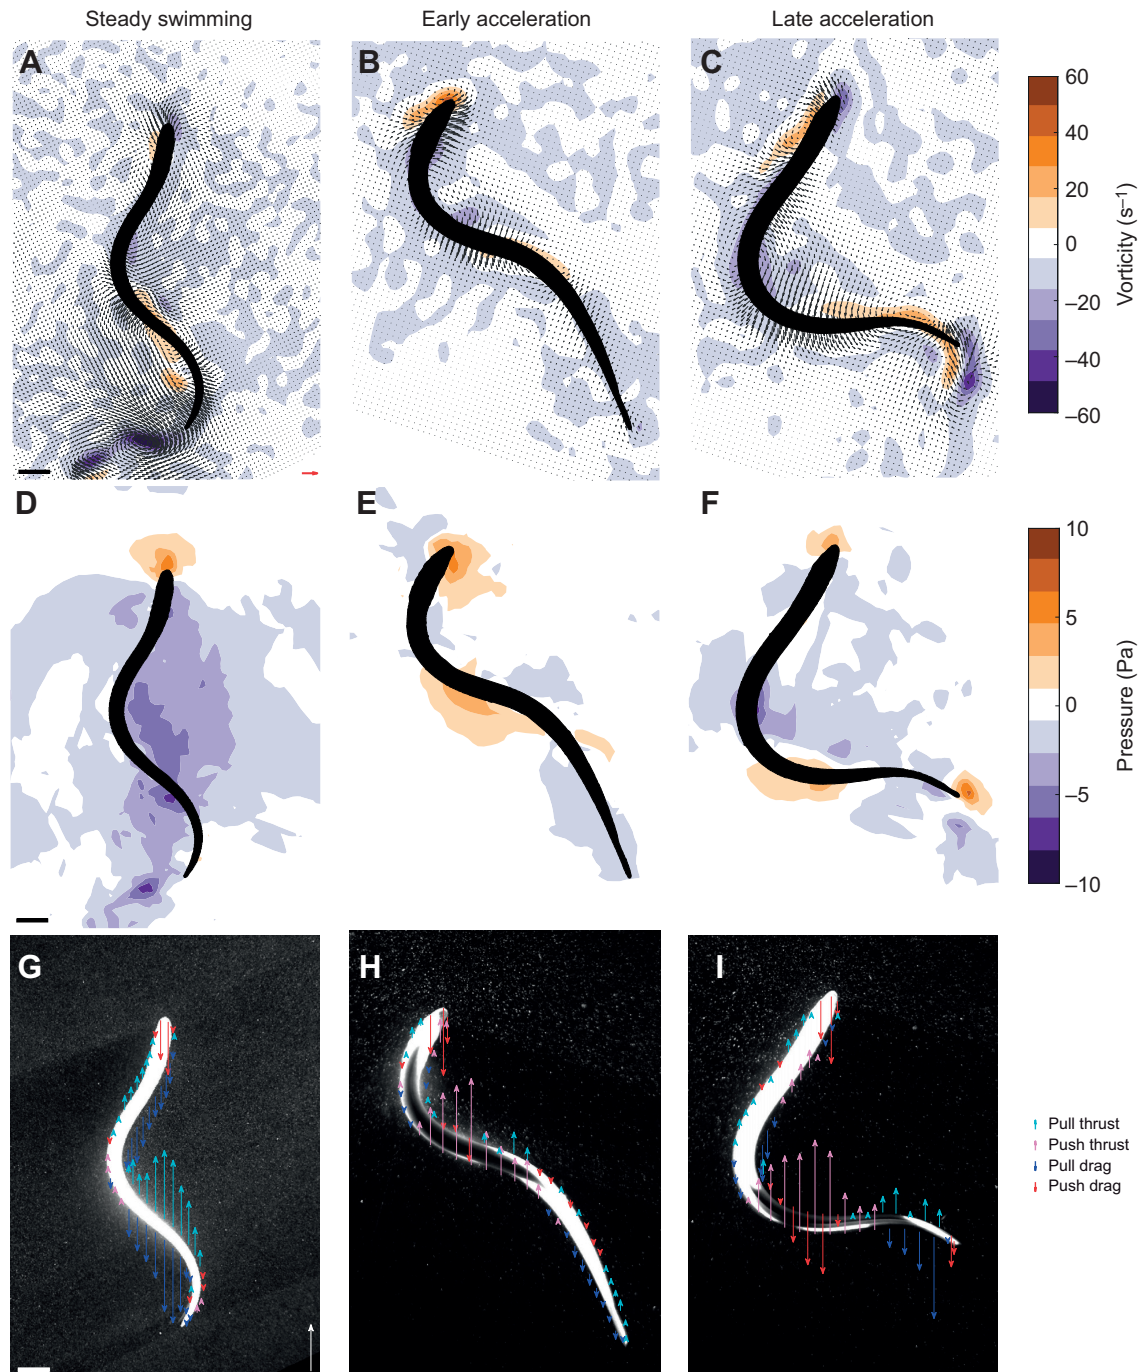 Steady swimming
Early acceleration
Late acceleration
A
B
C
60
40
20
0
–20
–40
–60
Vorticity (s–1)
D
E
F
10
5
0
–5
–10
Pressure (Pa)
G
H
I
Pull thrust
Push thrust
Pull drag
Push drag